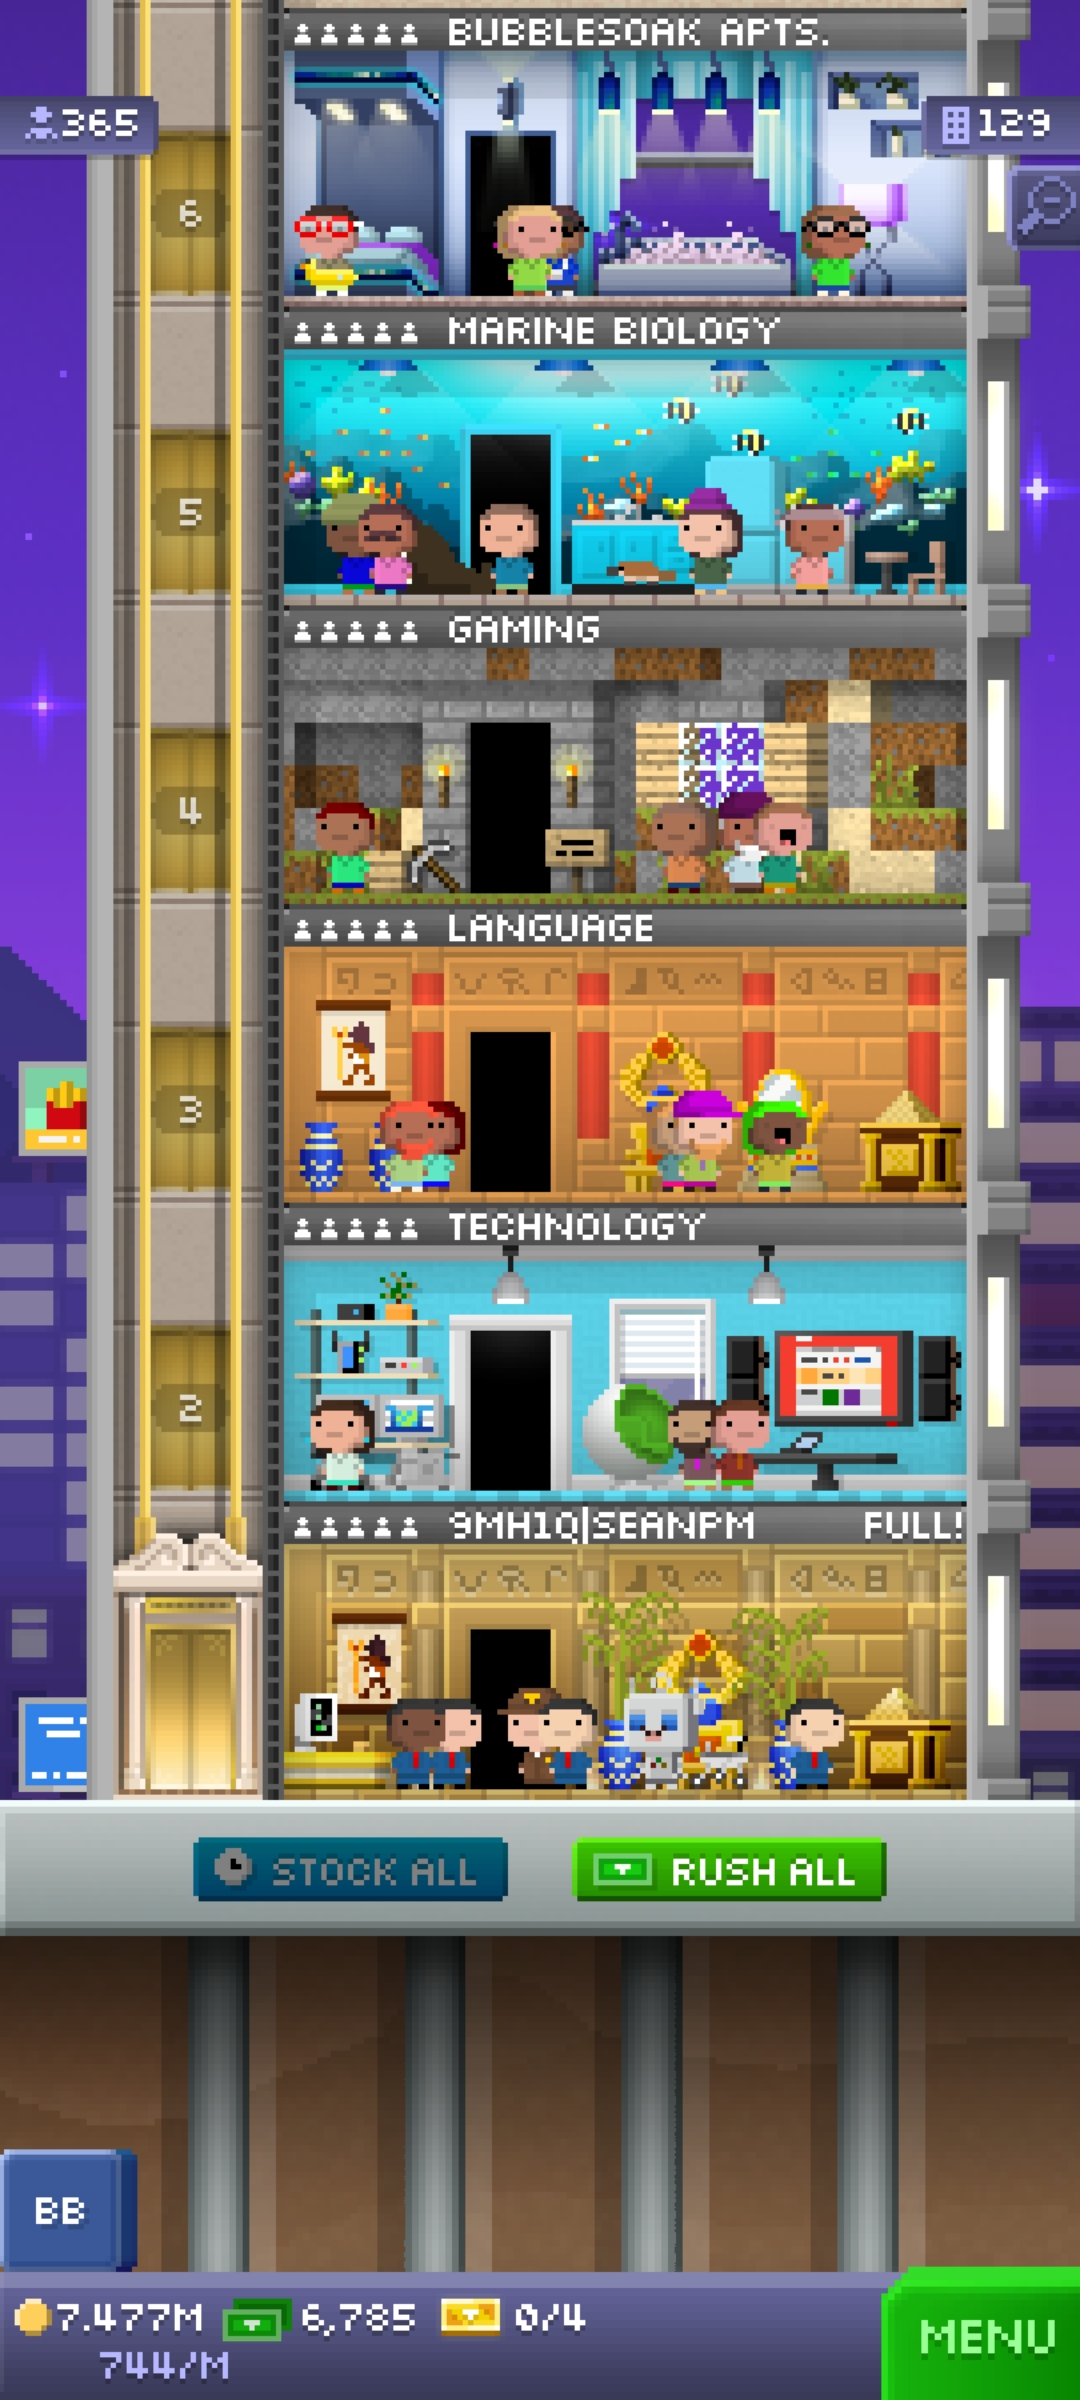 BUBBLESOAK APTS.
365
129
6
MARINE BIOLOGY
5
GAMING
4
LANGUAGE
3
TECHNOLOGY
2
9MH1Q|SEANPM FULL!
STOCK ALL
RUSH ALL
BB
7.477M 6,785 0/4
744/M
MENU